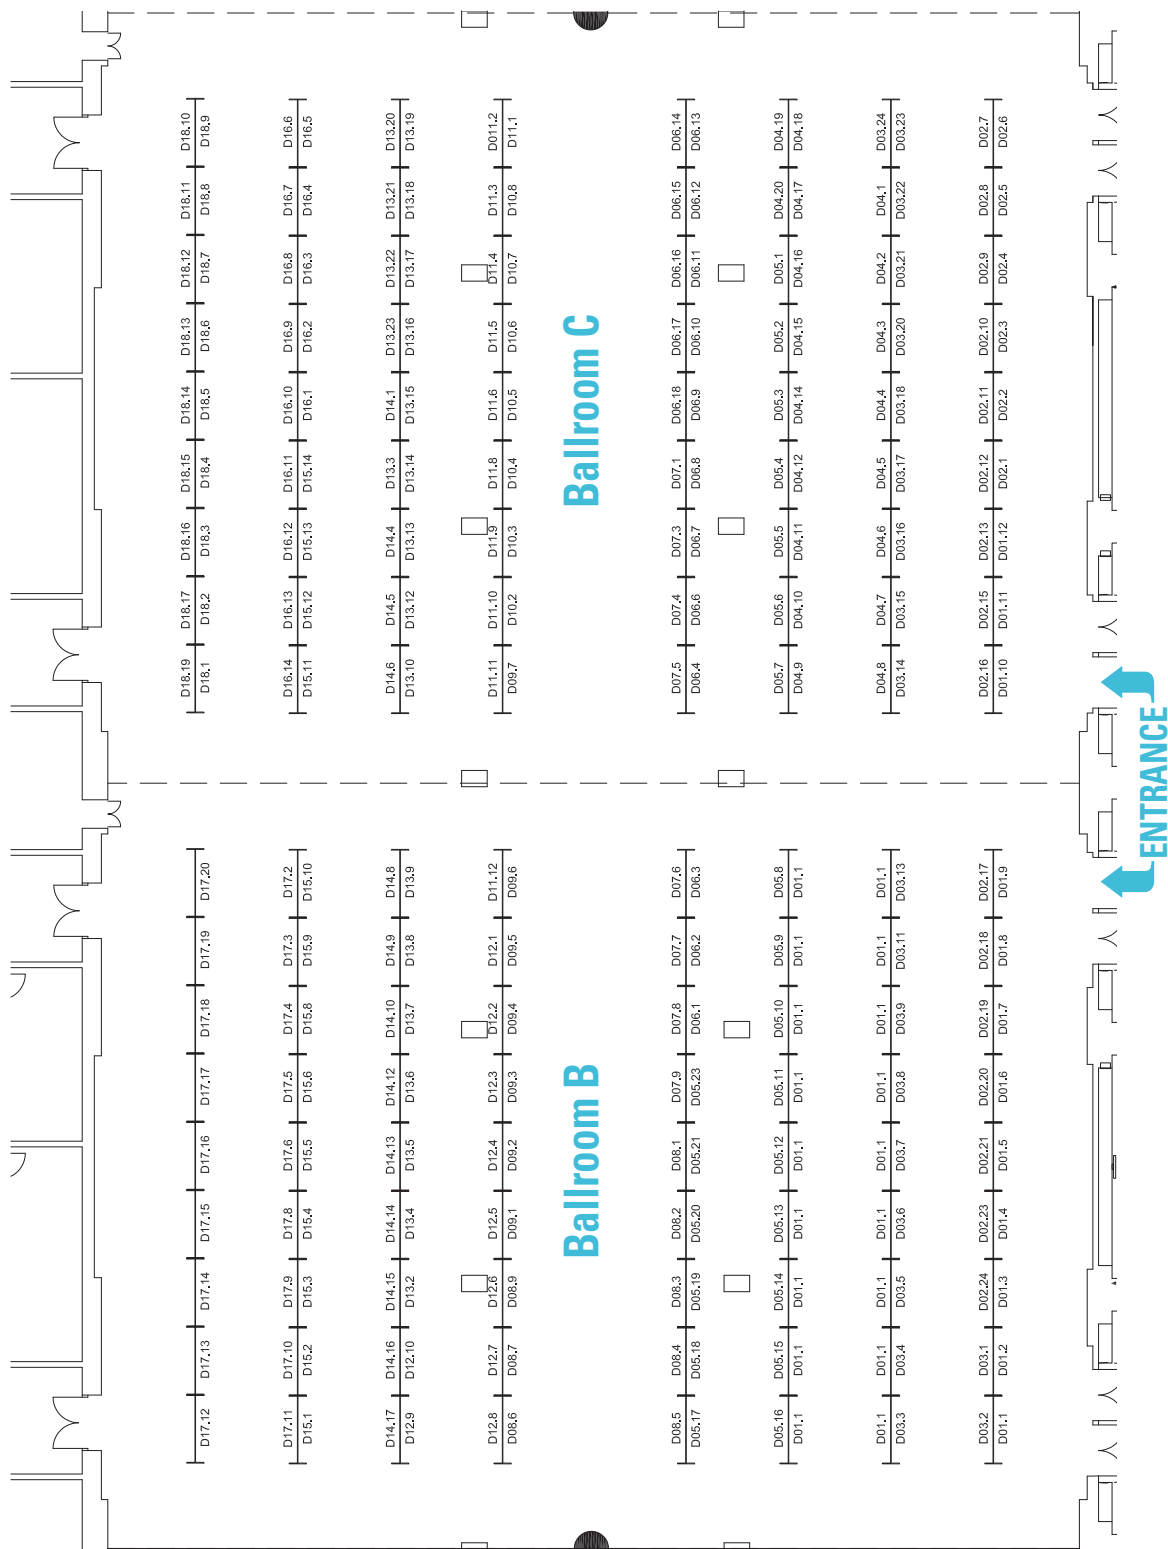 D18.19 D18.17 D18.16 D18.15 D18.14 D18.13 D18.12 D18.11 D18.10
D17.12 D17.13 D17.14 D17.15 D17.16 D17.17 D17.18 D17.19 D17.20 D18.1 D18.2 D18.3 D18.4 D18.5 D18.6 D18.7 D18.8 D18.9
D17.11 D17.10 D17.9 D17.8 D17.6 D17.5 D17.4 D17.3 D17.2 D16.14 D16.13 D16.12 D16.11 D16.10 D16.9 D16.8 D16.7 D16.6
D15.1 D15.2 D15.3 D15.4 D15.5 D15.6 D15.8 D15.9 D15.10 D15.11 D15.12 D15.13 D15.14 D16.1 D16.2 D16.3 D16.4 D16.5
D14.17 D14.16 D14.15 D14.14 D14.13 D14.12 D14.10 D14.9 D14.8 D14.6 D14.5 D14.4 D13.3 D14.1 D13.23 D13.22 D13.21 D13.20
D12.9 D12.10 D13.2 D13.4 D13.5 D13.6 D13.7 D13.8 D13.9 D13.10 D13.12 D13.13 D13.14 D13.15 D13.16 D13.17 D13.18 D13.19
D12.8 D12.7 D12.6 D12.5 D12.4 D12.3 D12.2 D12.1 D11.12 D11.11 D11.10 D11.9 D11.8 D11.6 D11.5 D11.4 D11.3 D011.2
D08.6 D08.7 D08.9 D09.1 D09.2 D09.3 D09.4 D09.5 D09.6 D09.7 D10.2 D10.3 D10.4 D10.5 D10.6 D10.7 D10.8 D11.1
Ballroom B Ballroom C
D08.5 D08.4 D08.3 D08.2 D08.1 D07.9 D07.8 D07.7 D07.6 D07.5 D07.4 D07.3 D07.1 D06.18 D06.17 D06.16 D06.15 D06.14
D05.17 D05.18 D05.19 D05.20 D05.21 D05.23 D06.1 D06.2 D06.3 D06.4 D06.6 D06.7 D06.8 D06.9 D06.10 D06.11 D06.12 D06.13
D05.16 D05.15 D05.14 D05.13 D05.12 D05.11 D05.10 D05.9 D05.8 D05.7 D05.6 D05.5 D05.4 D05.3 D05.2 D05.1 D04.20 D04.19
D01.1 D01.1 D01.1 D01.1 D01.1 D01.1 D01.1 D01.1 D01.1 D04.9 D04.10 D04.11 D04.12 D04.14 D04.15 D04.16 D04.17 D04.18
D01.1 D01.1 D01.1 D01.1 D01.1 D01.1 D01.1 D01.1 D01.1 D04.8 D04.7 D04.6 D04.5 D04.4 D04.3 D04.2 D04.1 D03.24
D03.3 D03.4 D03.5 D03.6 D03.7 D03.8 D03.9 D03.11 D03.13 D03.14 D03.15 D03.16 D03.17 D03.18 D03.20 D03.21 D03.22 D03.23
D03.2 D03.1 D02.24 D02.23 D02.21 D02.20 D02.19 D02.18 D02.17 D02.16 D02.15 D02.13 D02.12 D02.11 D02.10 D02.9 D02.8 D02.7
D01.1 D01.2 D01.3 D01.4 D01.5 D01.6 D01.7 D01.8 D01.9 D01.10 D01.11 D01.12 D02.1 D02.2 D02.3 D02.4 D02.5 D02.6
ENTRANCE